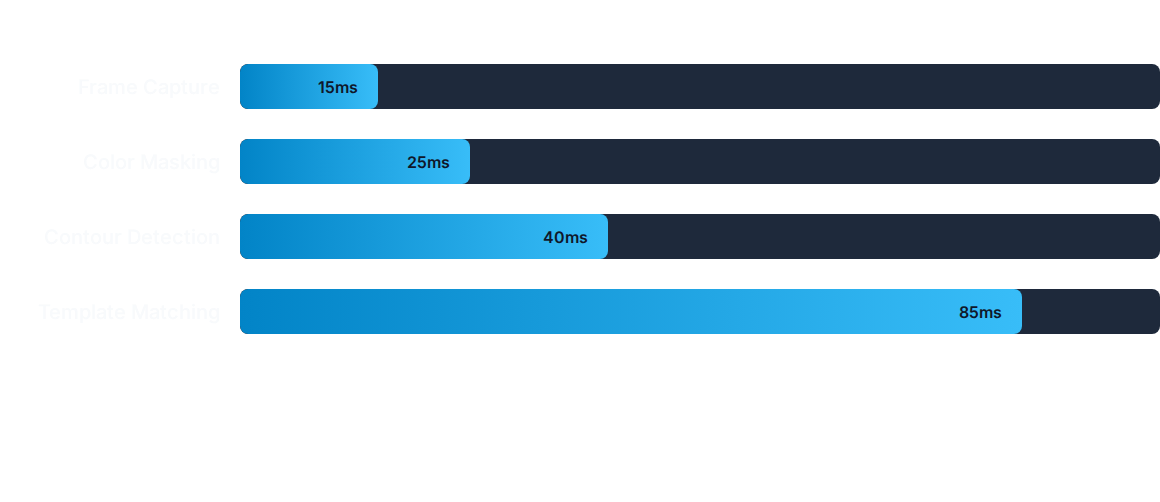 Frame Capture
15ms
Color Masking
25ms
Contour Detection
40ms
Template Matching
85ms